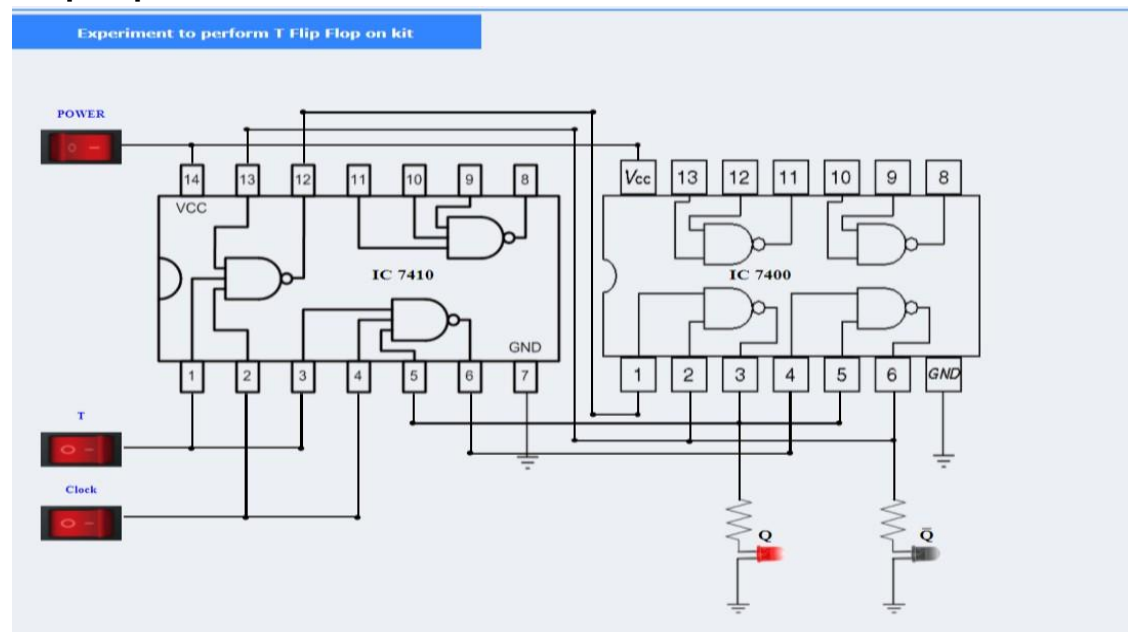 Experiment to perform T Flip Flop on kit
POWER
14 13 12 11 10 9 8
VCC
IC 7410
GND
1 2 3 4 5 6 7
Vcc 13 12 11 10 9 8
IC 7400
1 2 3 4 5 6 GND
T
Clock
Q
Q̅